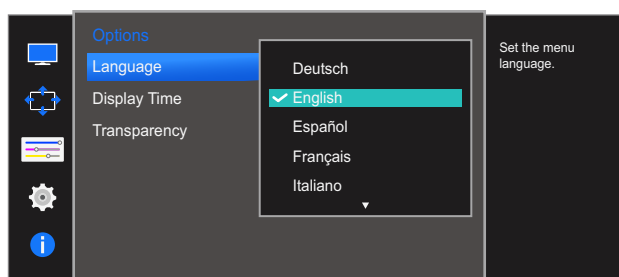 Options
Language
Display Time
Transparency
Deutsch
English
Español
Français
Italiano
Set the menu
language.